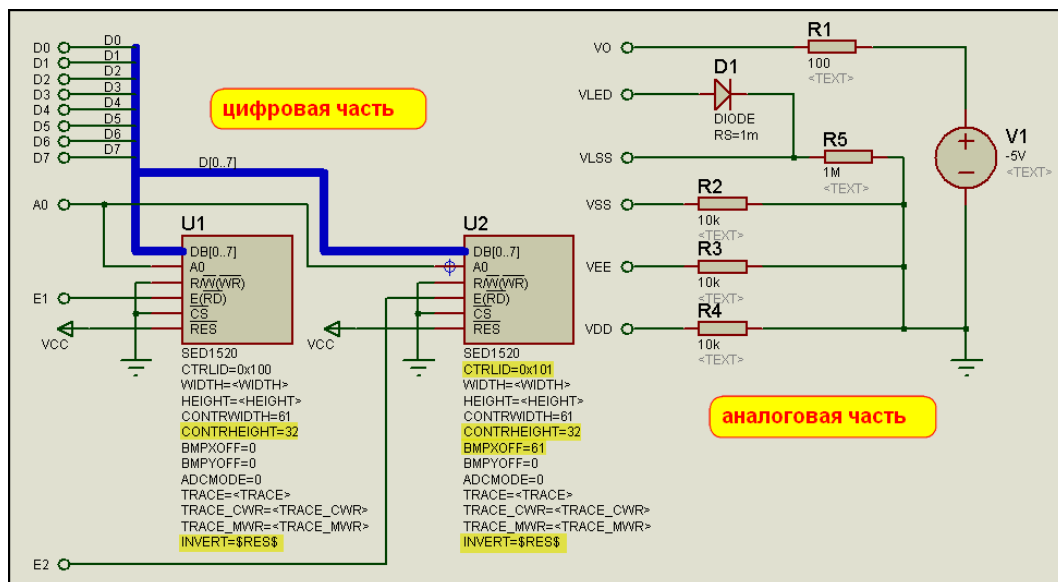 D0 D0
D1 D1
D2 D2
D3 D3
D4 D4
D5 D5
D6 D6
D7 D7
цифровая часть
D[0..7]
A0
U1
DB[0..7]
A0
R/W(WR)
E(RD)
CS
RES
E1
VCC
SED1520
CTRLID=0x100
WIDTH=<WIDTH>
HEIGHT=<HEIGHT>
CONTRWIDTH=61
CONTRHEIGHT=32
BMPXOFF=0
BMPYOFF=0
ADCMODE=0
TRACE=<TRACE>
TRACE_CWR=<TRACE_CWR>
TRACE_MWR=<TRACE_MWR>
INVERT=$RES$
E2
U2
DB[0..7]
A0
R/W(WR)
E(RD)
CS
RES
VCC
SED1520
CTRLID=0x101
WIDTH=<WIDTH>
HEIGHT=<HEIGHT>
CONTRWIDTH=61
CONTRHEIGHT=32
BMPXOFF=61
BMPYOFF=0
ADCMODE=0
TRACE=<TRACE>
TRACE_CWR=<TRACE_CWR>
TRACE_MWR=<TRACE_MWR>
INVERT=$RES$
VO
R1
100
<TEXT>
VLED
D1
DIODE
RS=1m
VLSS
R5
1M
<TEXT>
V1
-5V
<TEXT>
VSS
R2
10k
<TEXT>
VEE
R3
10k
<TEXT>
VDD
R4
10k
<TEXT>
аналоговая часть